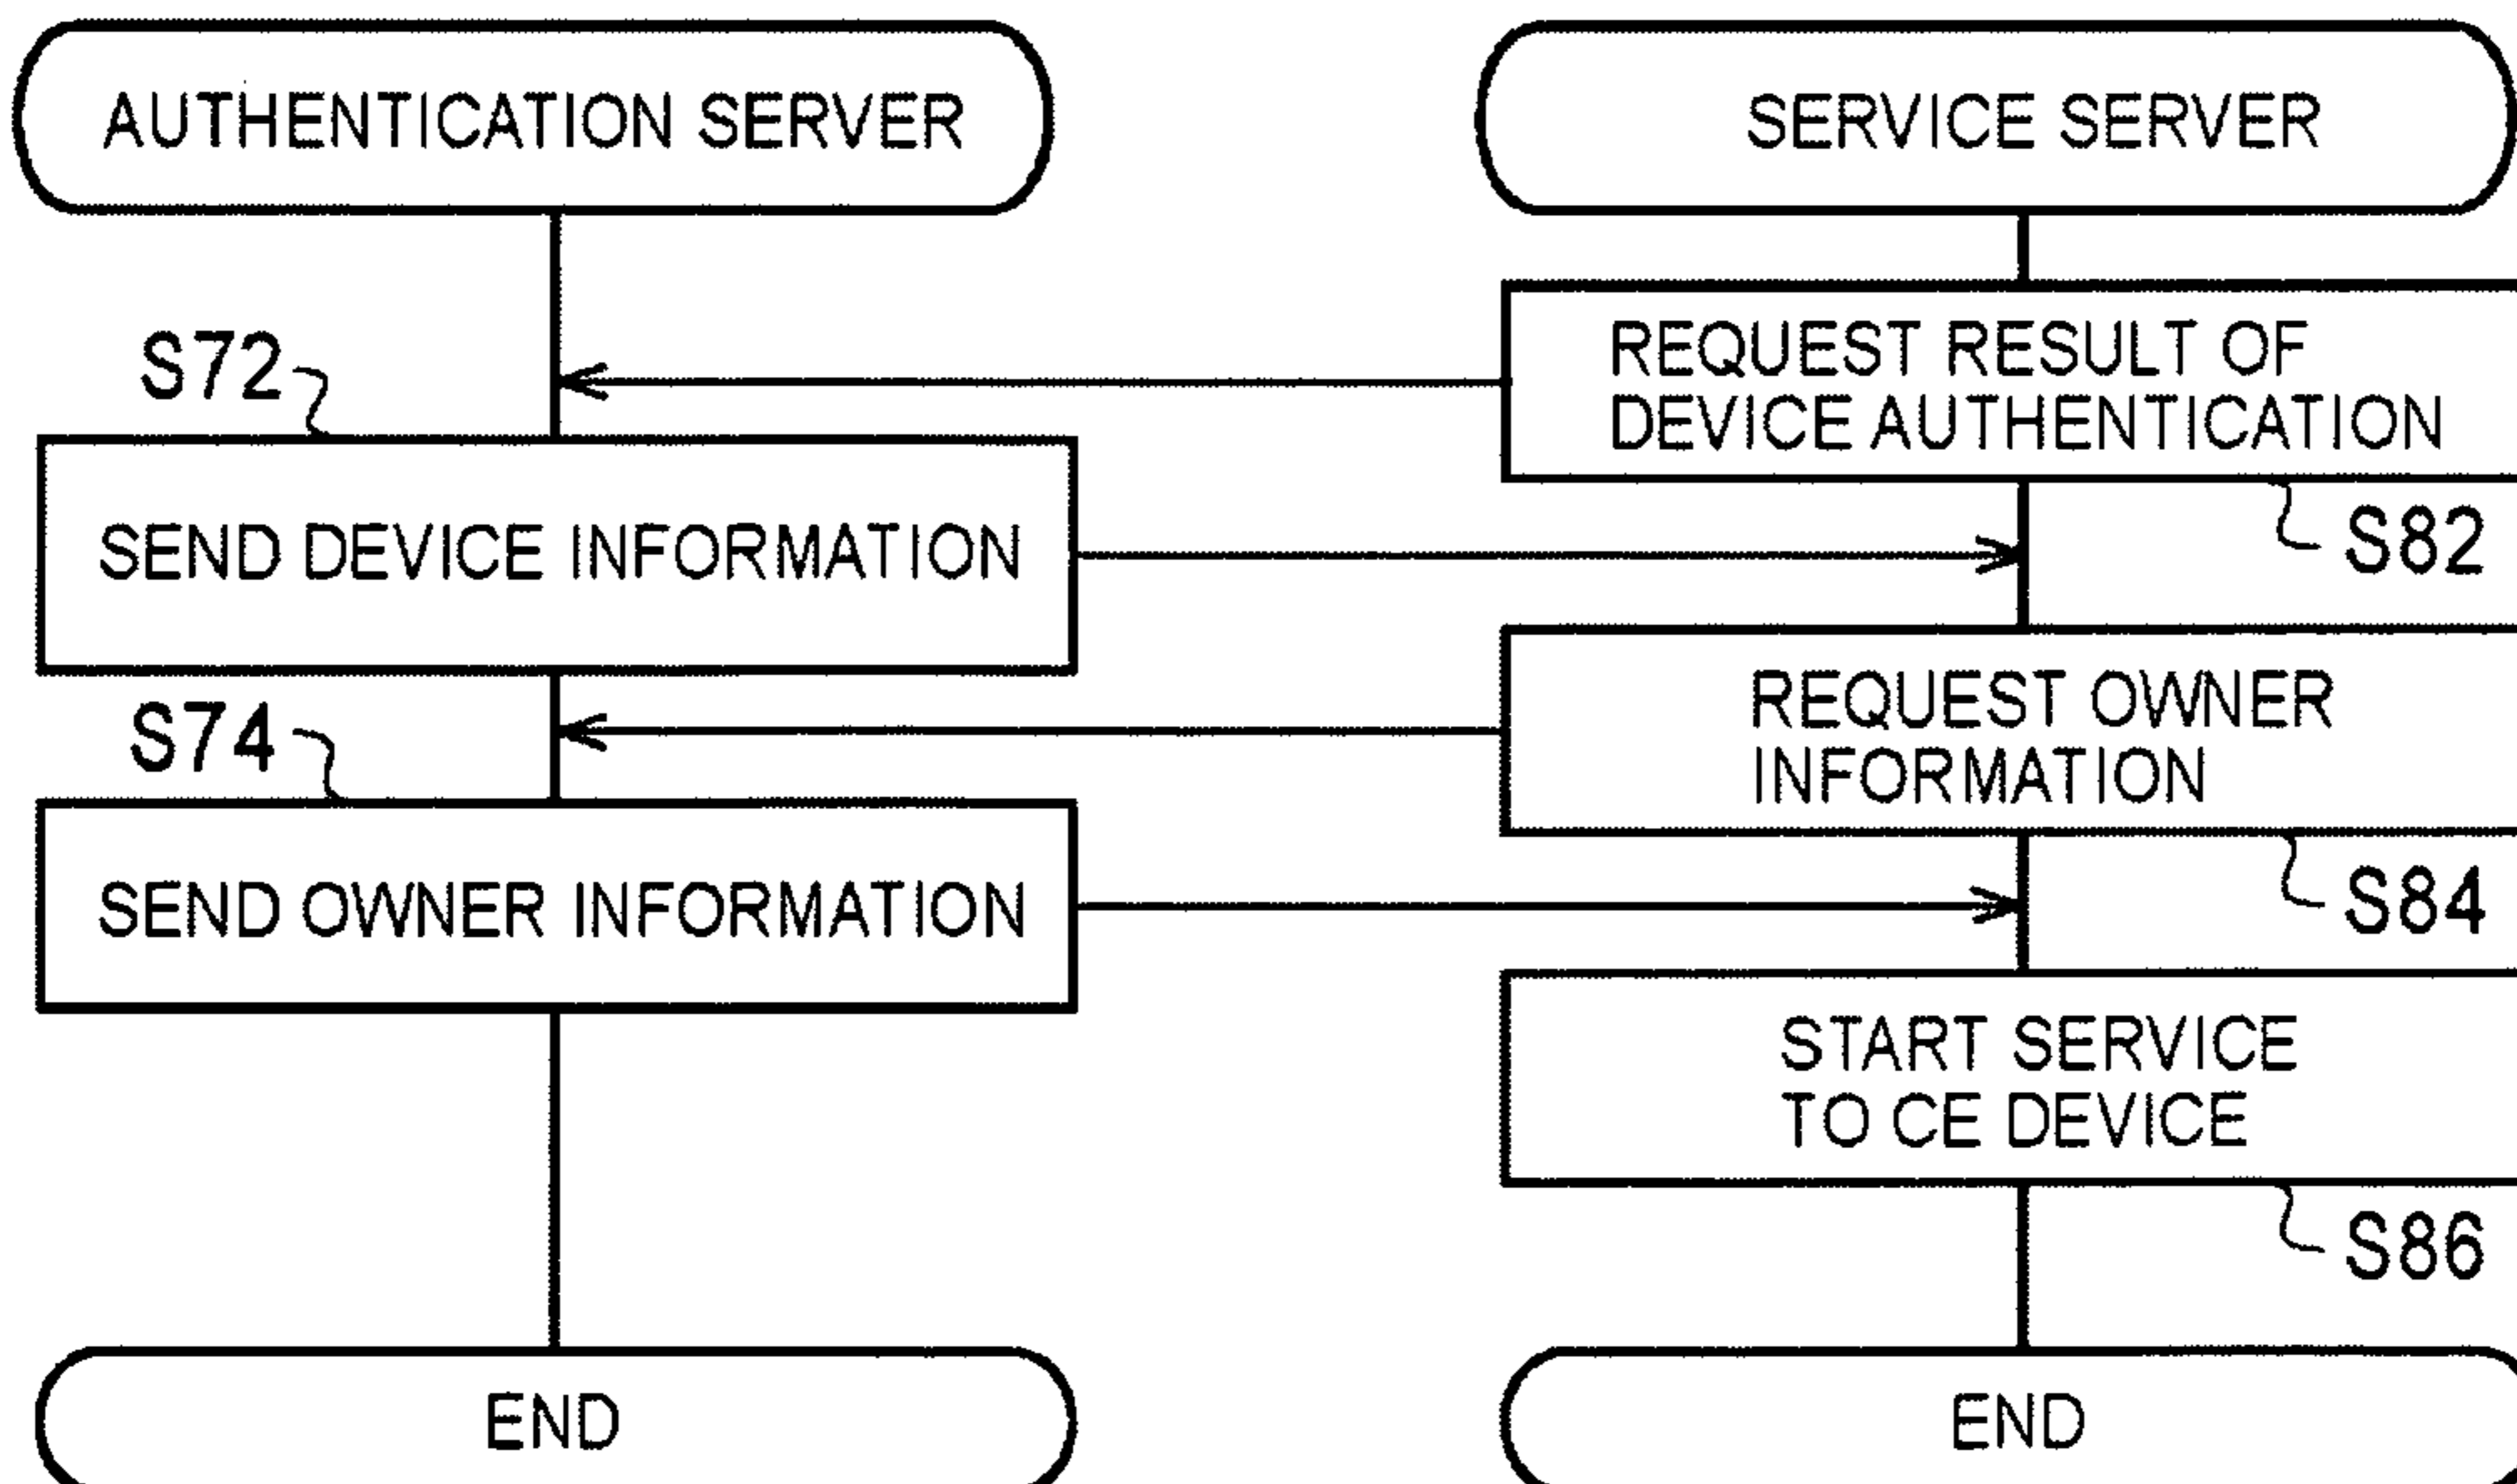 AUTHENTICATION SERVER
SERVICE SERVER
REQUEST RESULT OF
DEVICE AUTHENTICATION
S72
S82
SEND DEVICE INFORMATION
REQUEST OWNER
INFORMATION
S74
S84
SEND OWNER INFORMATION
START SERVICE
TO CE DEVICE
S86
END
END